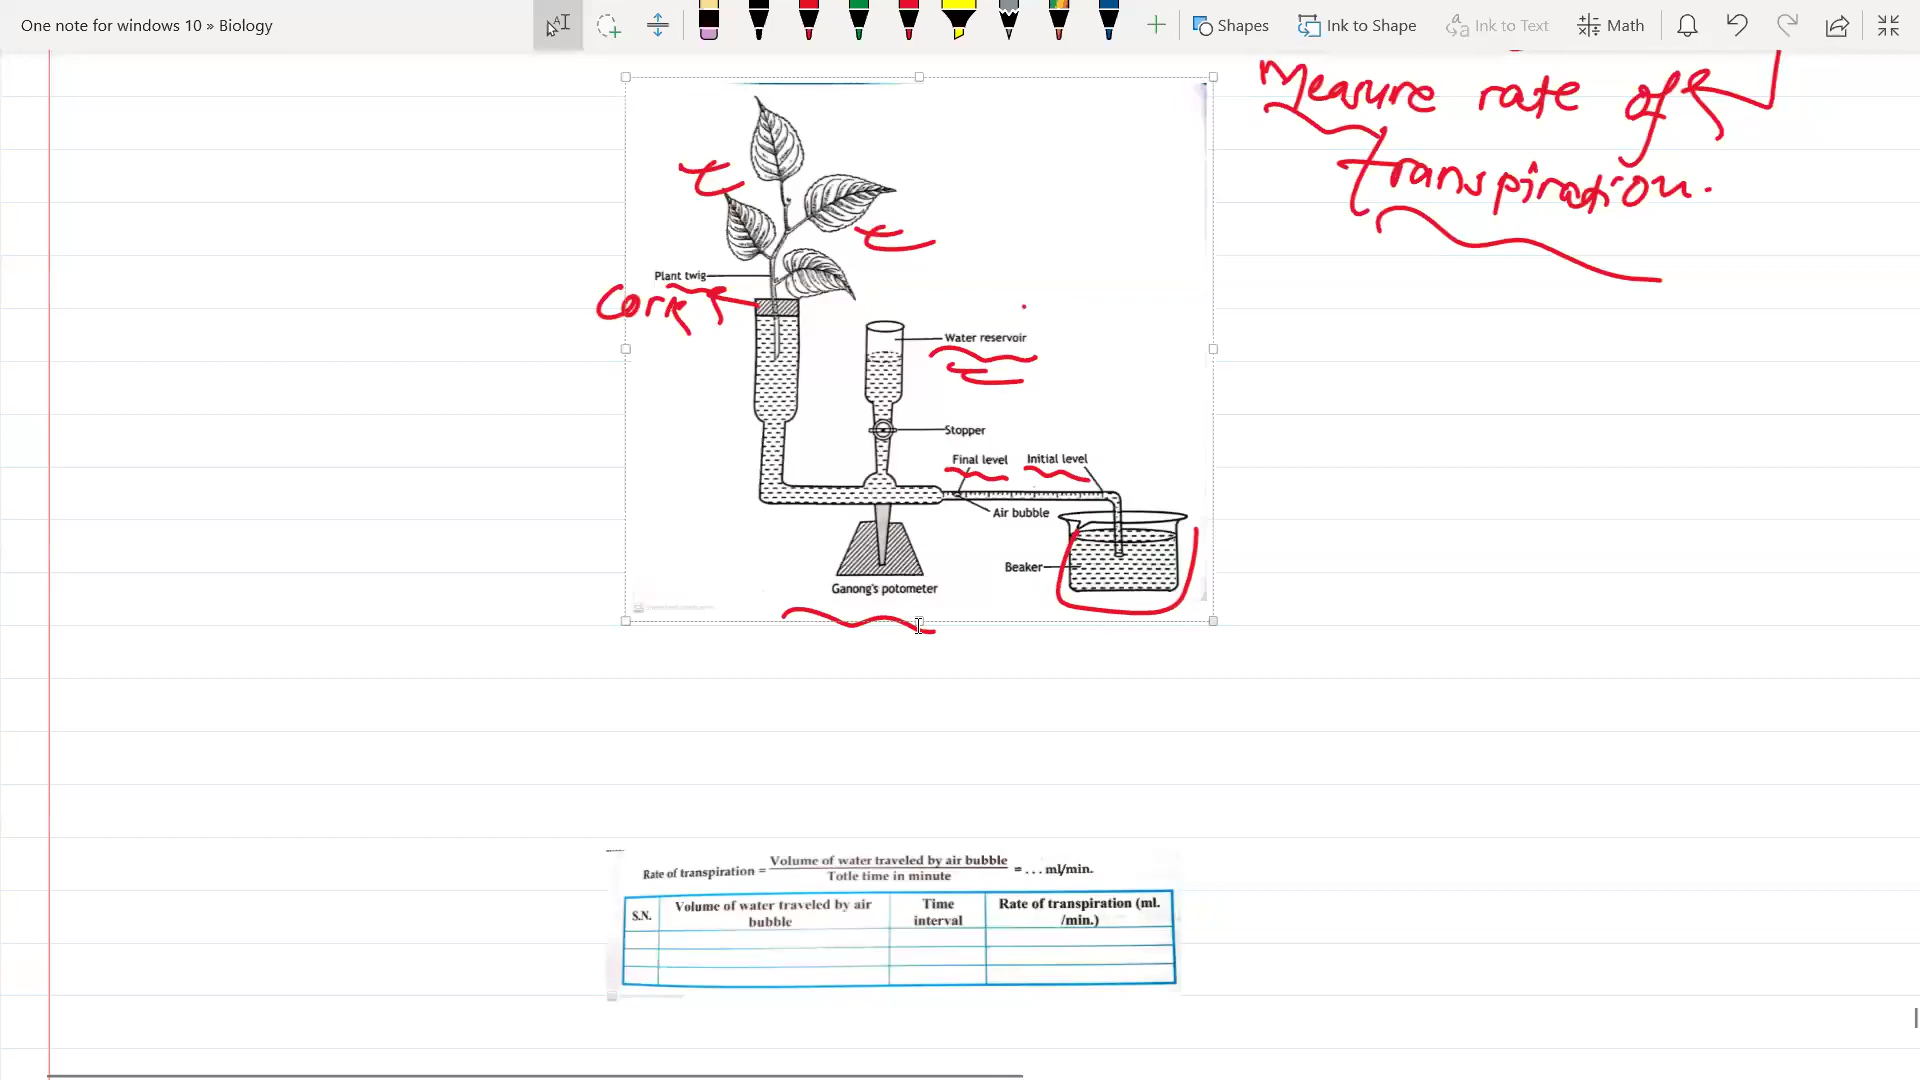 One note for windows 10 » Biology
Shapes
Ink to Shape
Ink to Text
Math
Measure rate of
transpiration.
Plant twig
Cork
Water reservoir
Stopper
Final level
Initial level
Air bubble
Beaker
Ganong's potometer
Rate of transpiration = Volume of water traveled by air bubble = ... ml/min.
Totle time in minute
S.N.
Volume of water traveled by air
bubble
Time
interval
Rate of transpiration (ml.
/min.)